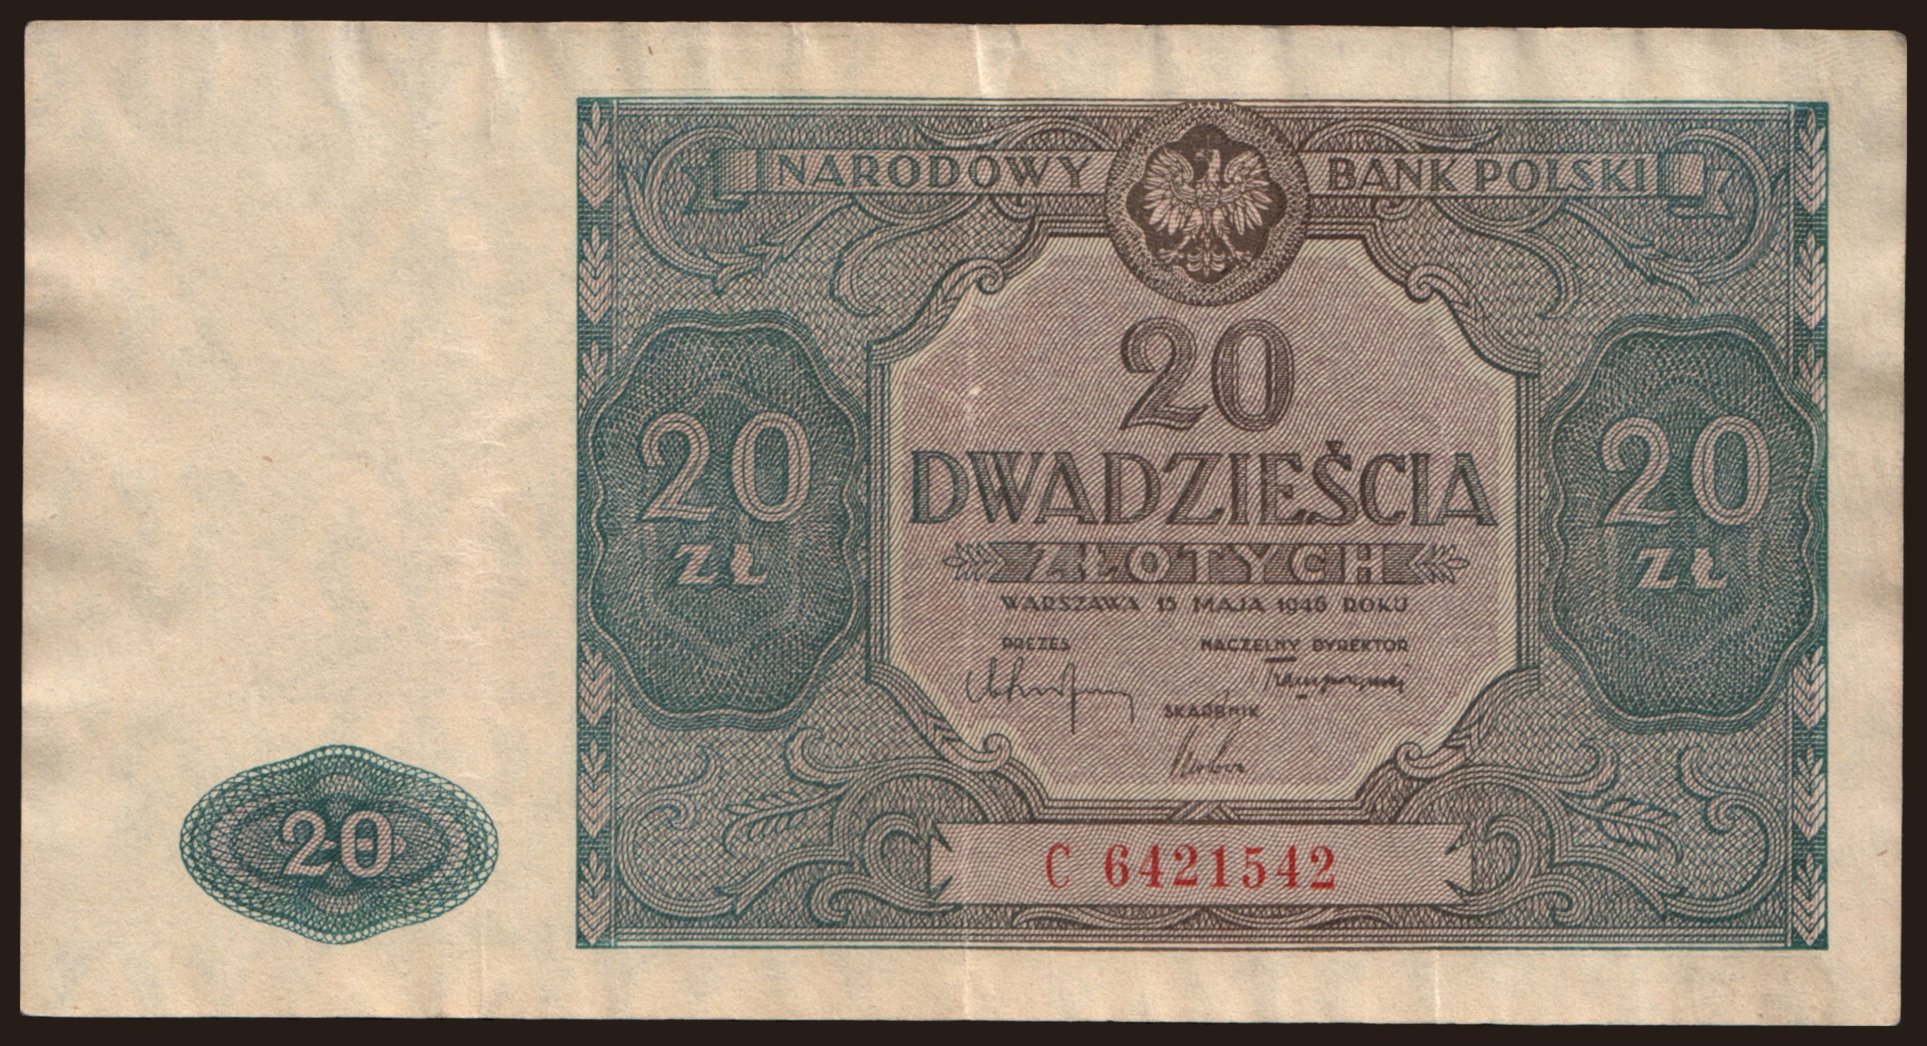 NARODOWY BANK POLSKI
20
20 ZŁ
20 ZŁ
DWADZIEŚCIA
ZŁOTYCH
WARSZAWA 15 MAJA 1946 ROKU
PREZES
NACZELNY DYREKTOR
SKARBNIK
20
C 6421542